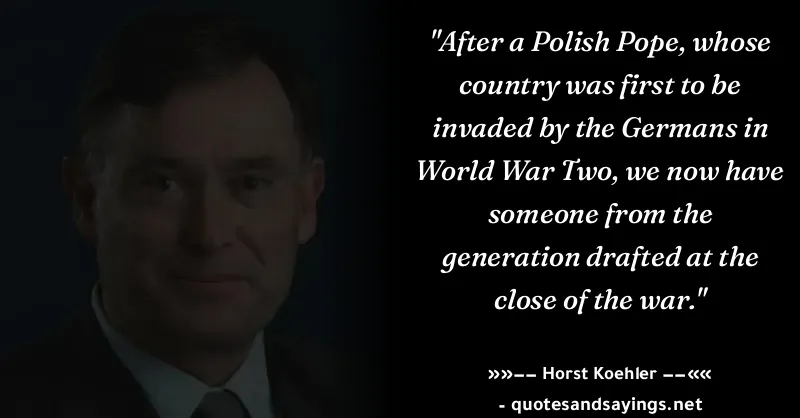 "After a Polish Pope, whose
country was first to be
invaded by the Germans in
World War Two, we now have
someone from the
generation drafted at the
close of the war."
»»–– Horst Koehler ––««
- quotesandsayings.net